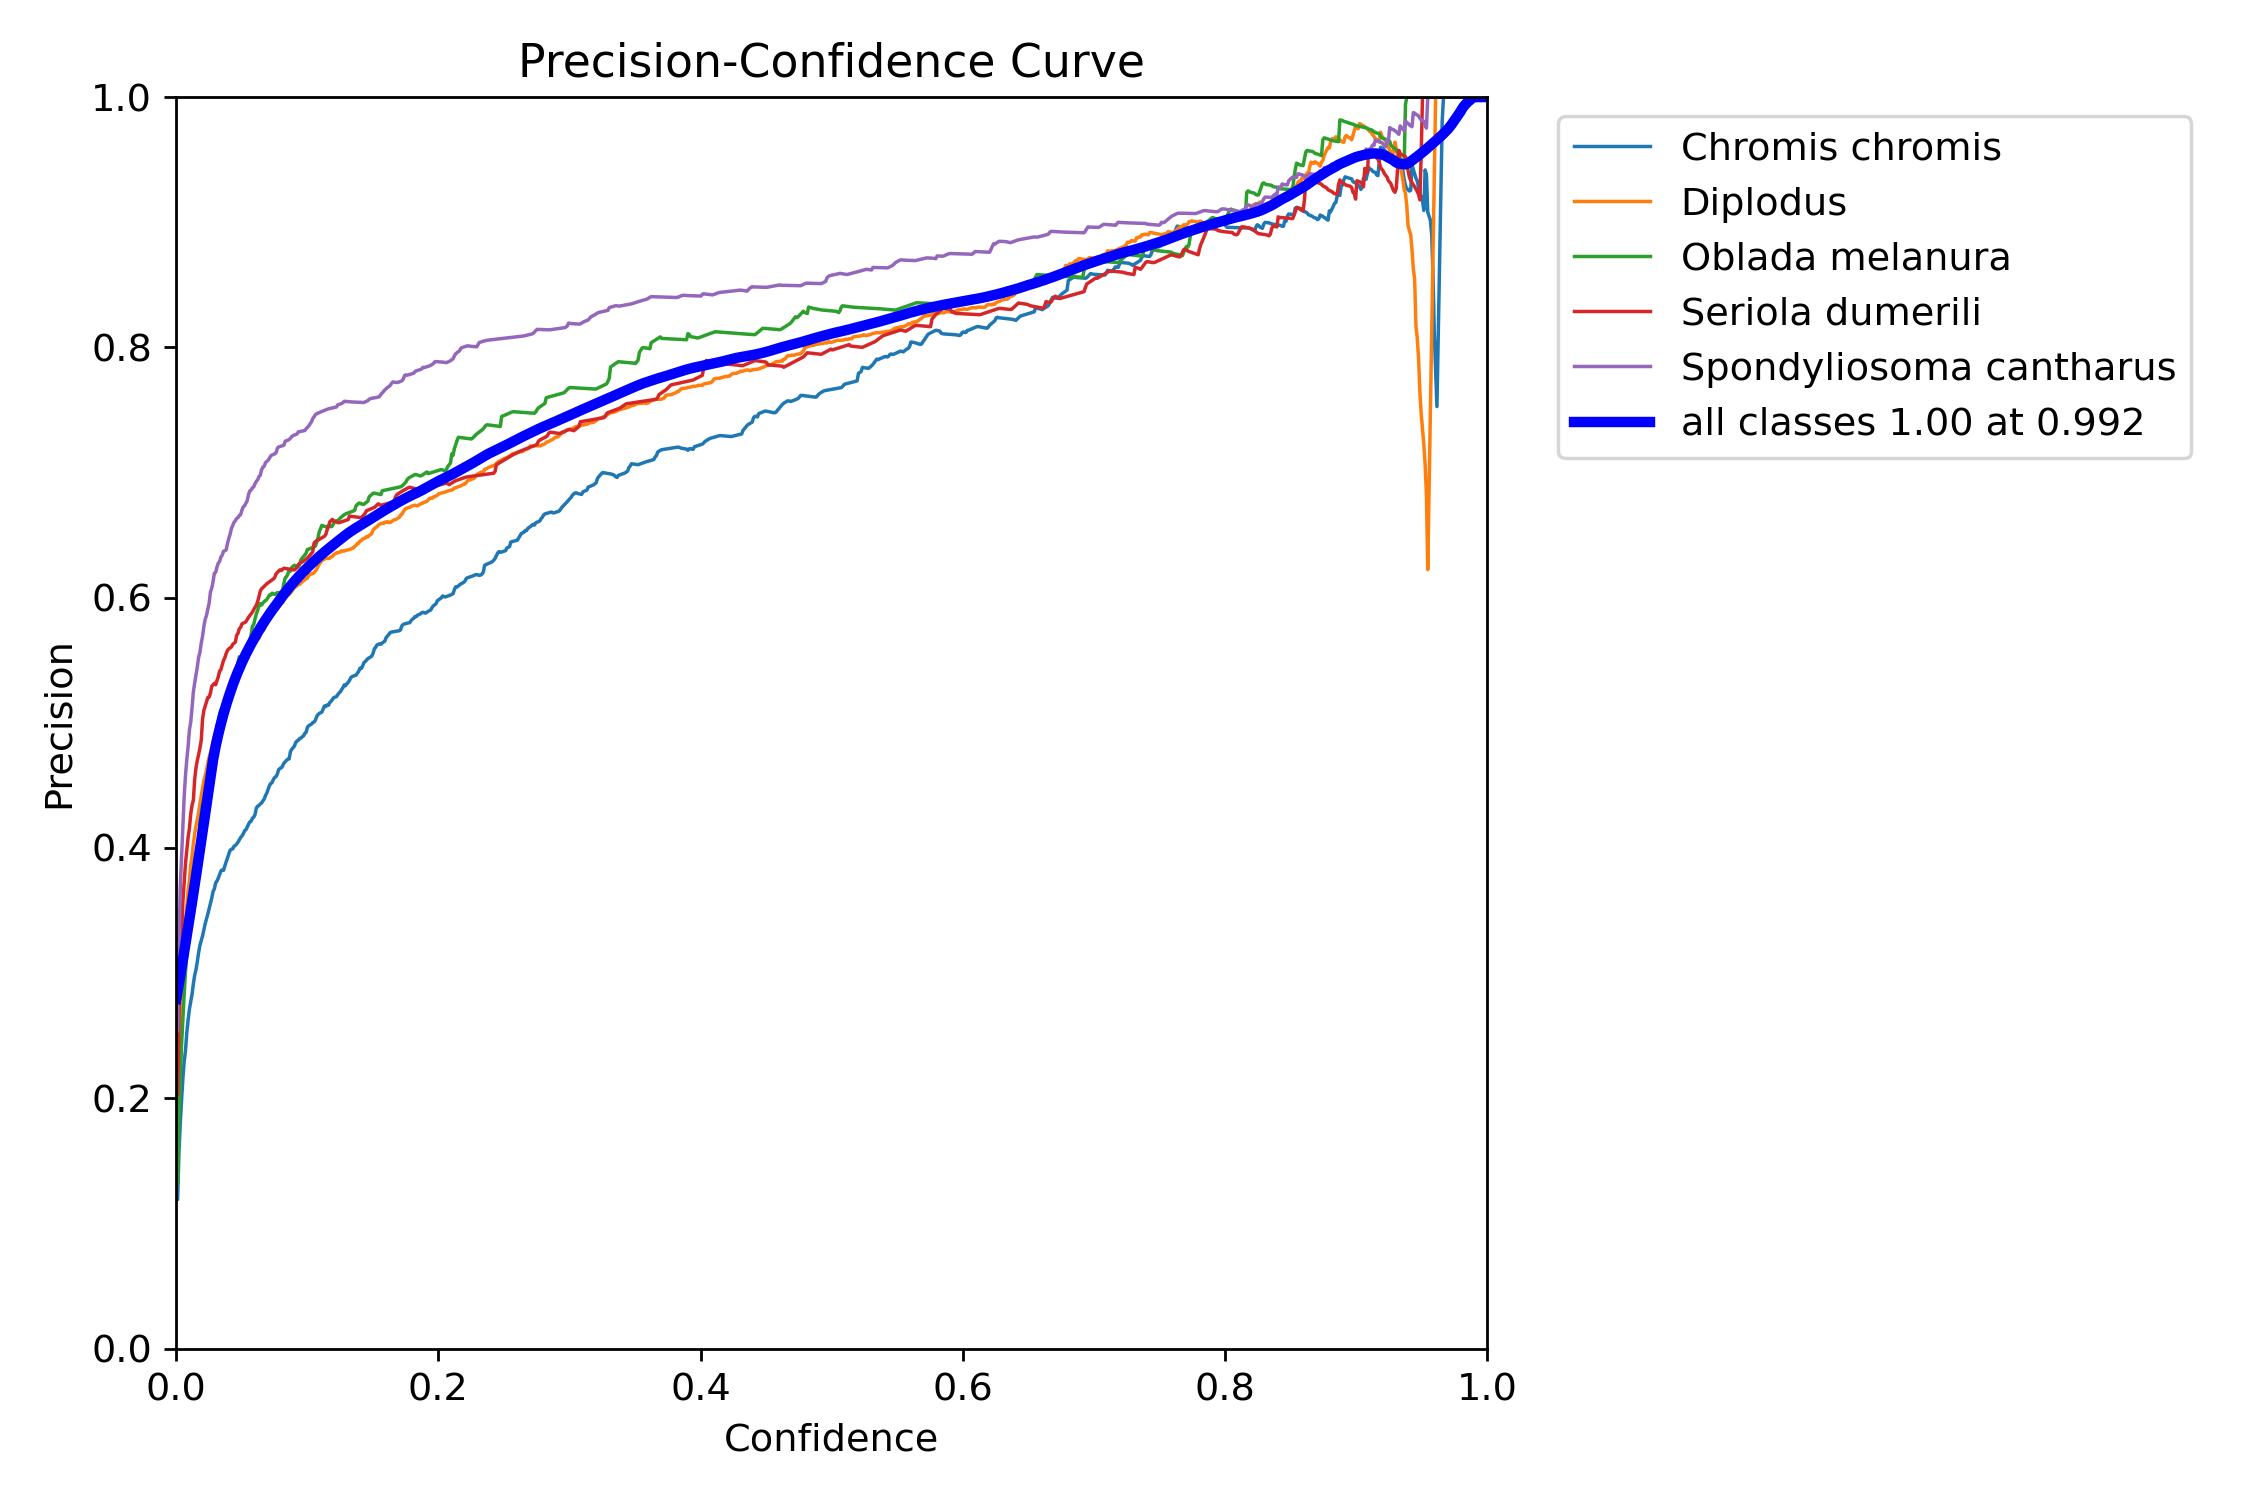 Precision-Confidence Curve
1.0
0.8
0.6
0.4
0.2
0.0
Precision
0.0 0.2 0.4 0.6 0.8 1.0
Confidence
Chromis chromis
Diplodus
Oblada melanura
Seriola dumerili
Spondyliosoma cantharus
all classes 1.00 at 0.992